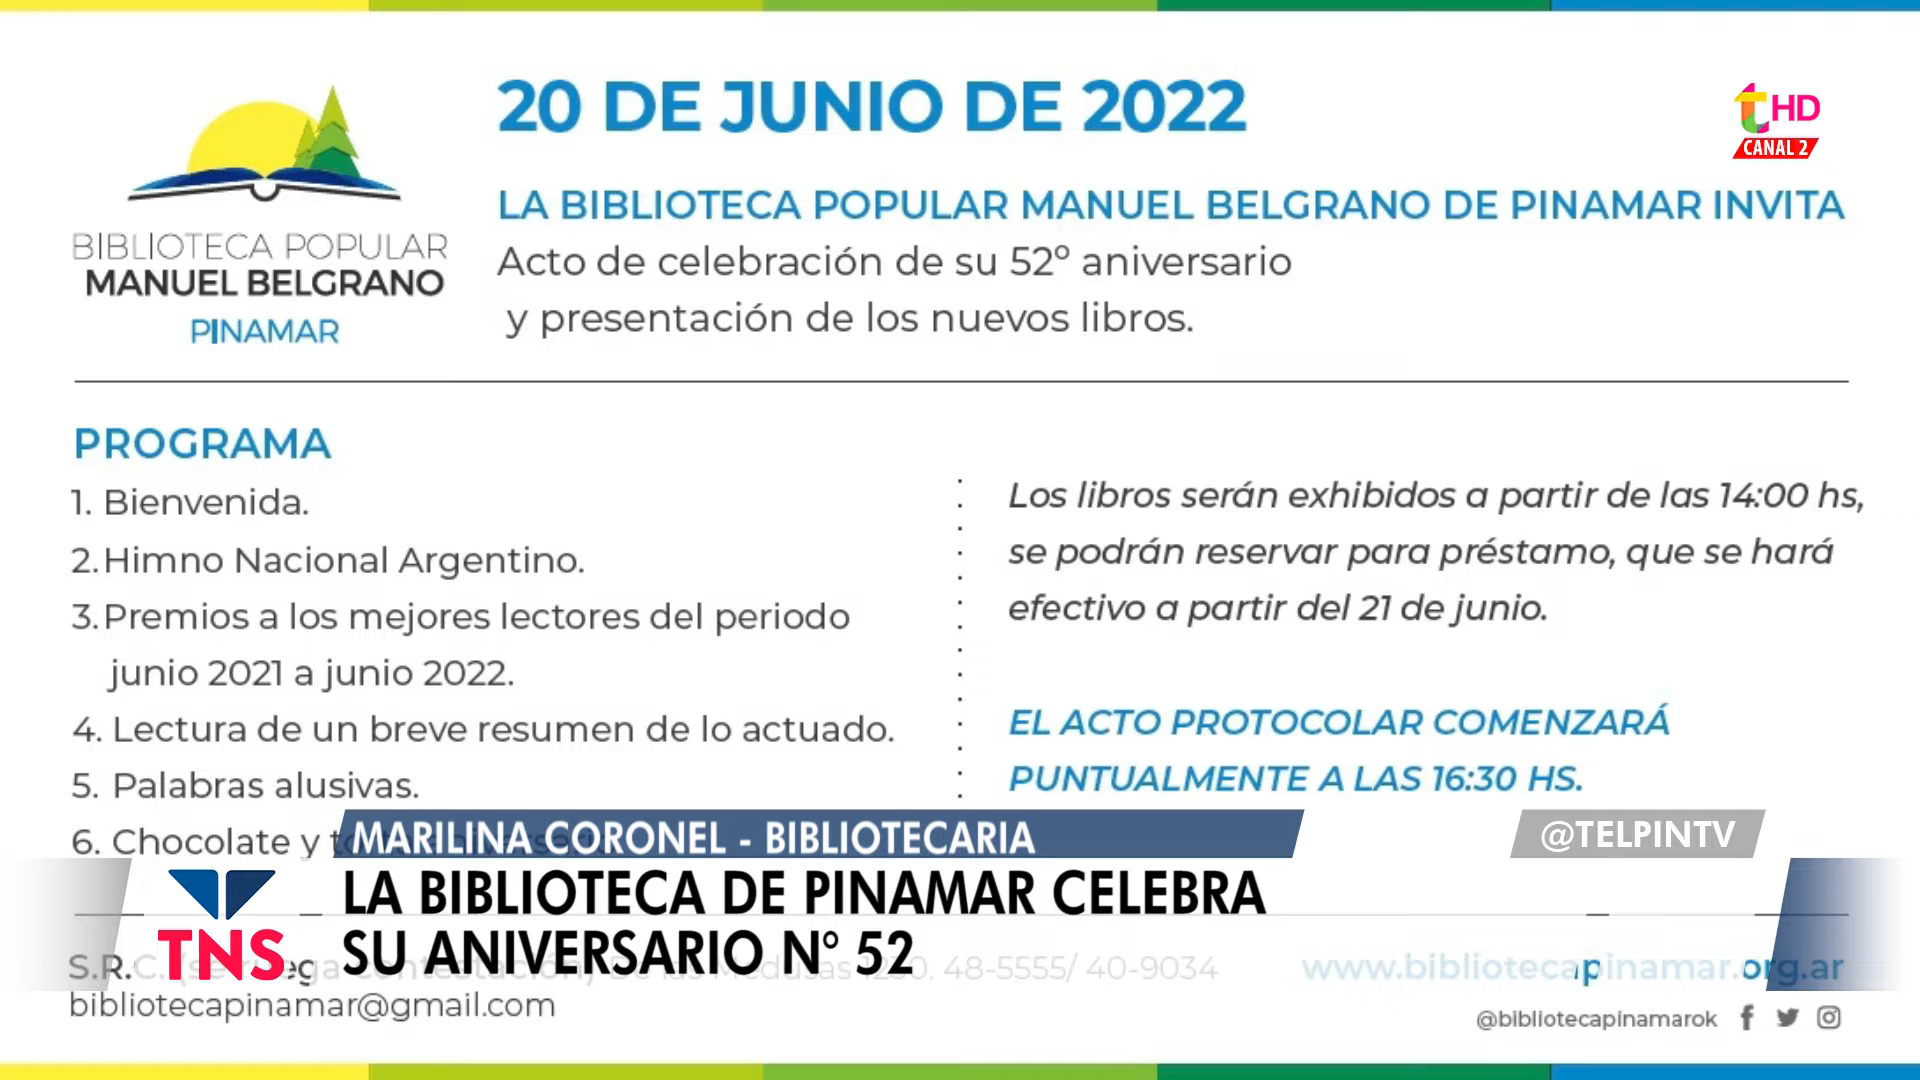 20 DE JUNIO DE 2022
tHD
CANAL 2
LA BIBLIOTECA POPULAR MANUEL BELGRANO DE PINAMAR INVITA
Acto de celebración de su 52º aniversario
y presentación de los nuevos libros.
BIBLIOTECA POPULAR
MANUEL BELGRANO
PINAMAR
PROGRAMA
1. Bienvenida.
2. Himno Nacional Argentino.
3. Premios a los mejores lectores del periodo
junio 2021 a junio 2022.
4. Lectura de un breve resumen de lo actuado.
5. Palabras alusivas.
6. Chocolate y
Los libros serán exhibidos a partir de las 14:00 hs,
se podrán reservar para préstamo, que se hará
efectivo a partir del 21 de junio.
EL ACTO PROTOCOLAR COMENZARÁ
PUNTUALMENTE A LAS 16:30 HS.
MARILINA CORONEL - BIBLIOTECARIA
@TELPINTV
LA BIBLIOTECA DE PINAMAR CELEBRA
SU ANIVERSARIO N° 52
TNS
S.R.C. 48-5555/ 40-9034
www.bibliotecapinamar.org.ar
bibliotecapinamar@gmail.com
@bibliotecapinamarok